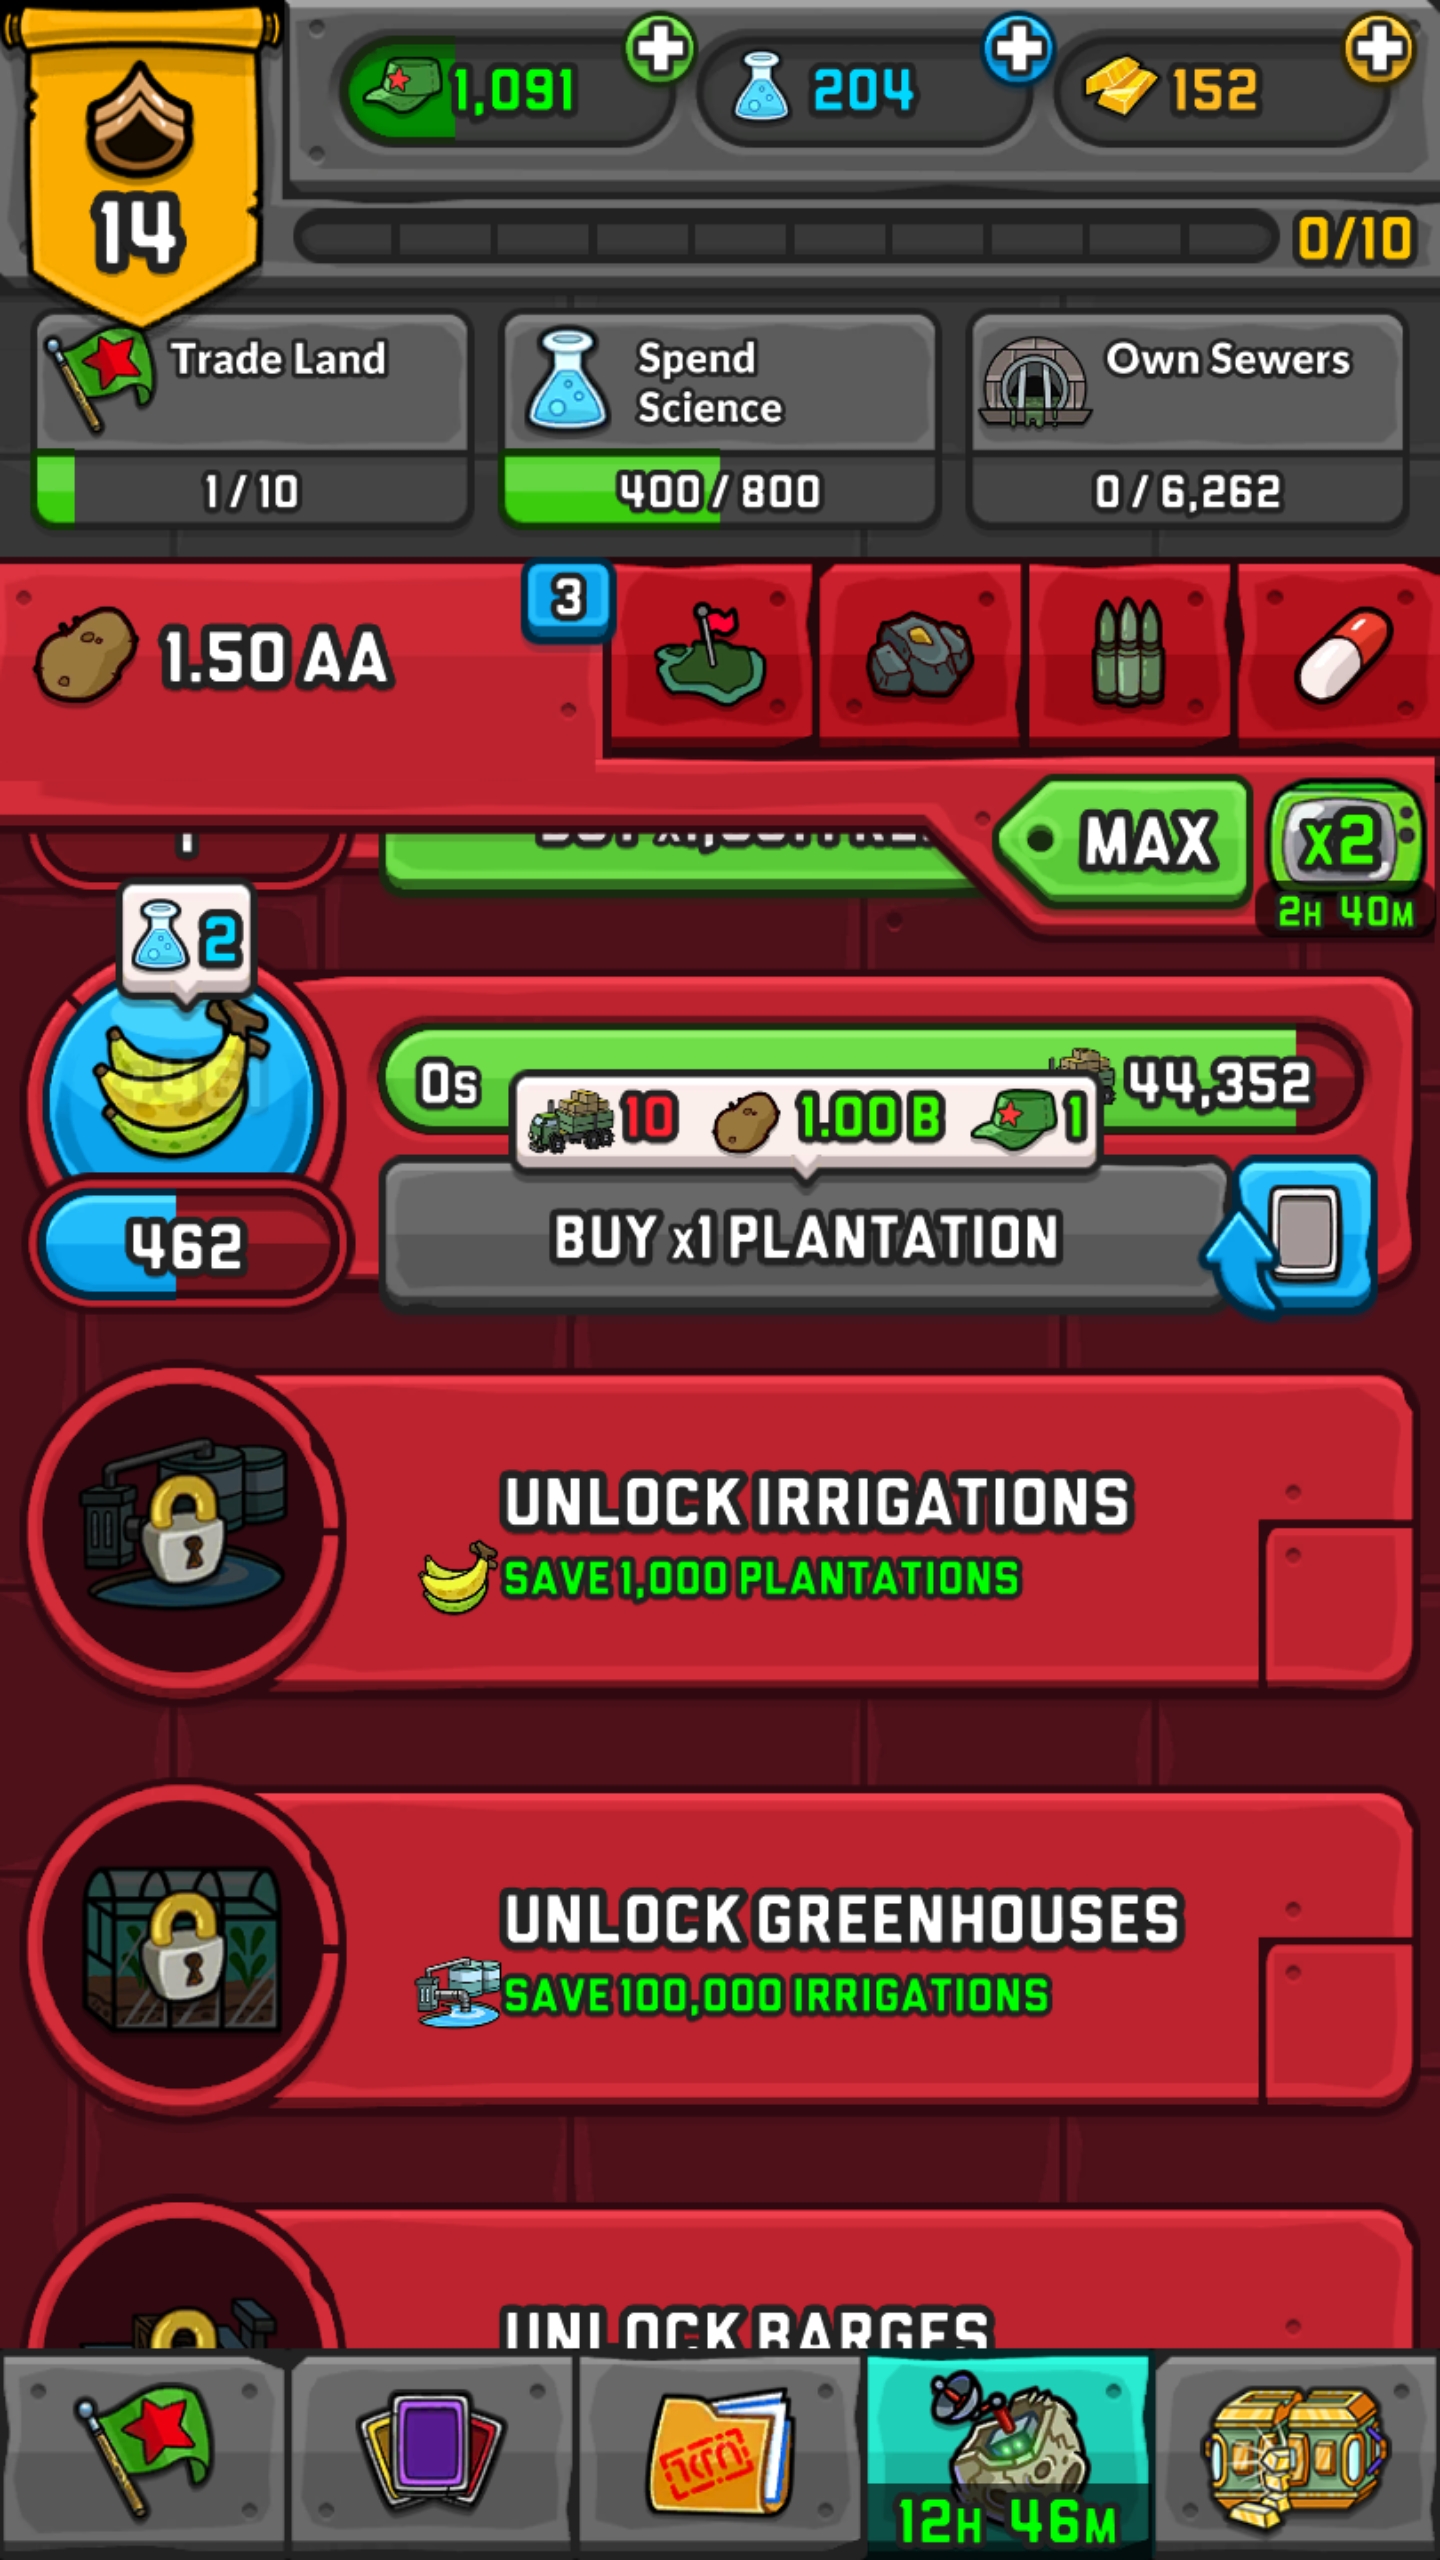 1,091
204
152
14
0/10
Trade Land
Spend
Science
Own Sewers
1 / 10
400 / 800
0 / 6,262
1.50 AA
3
MAX
x2
2H 40M
2
0s
44,352
10
1.00 B
1
462
BUY x1 PLANTATION
UNLOCK IRRIGATIONS
SAVE 1,000 PLANTATIONS
UNLOCK GREENHOUSES
SAVE 100,000 IRRIGATIONS
UNLOCK BARGES
12H 46M